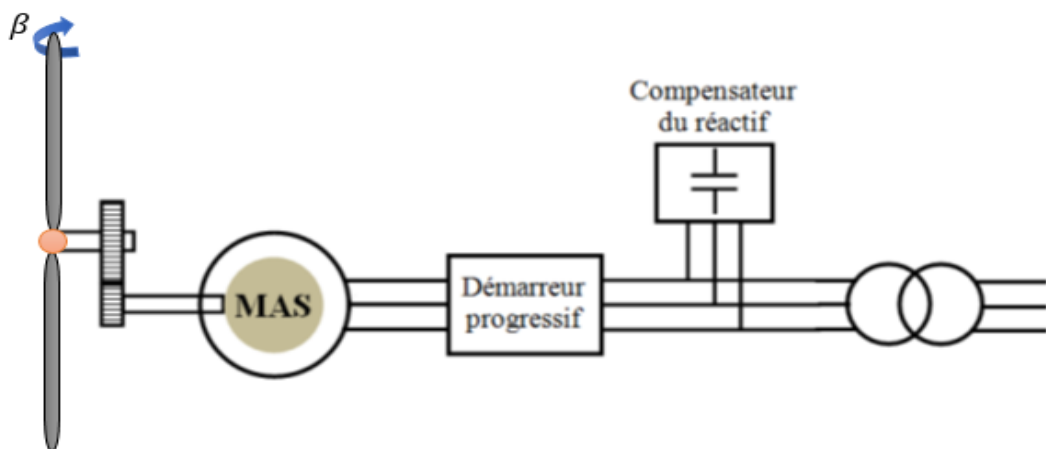 β
Compensateur
du réactif
MAS
Démarreur
progressif